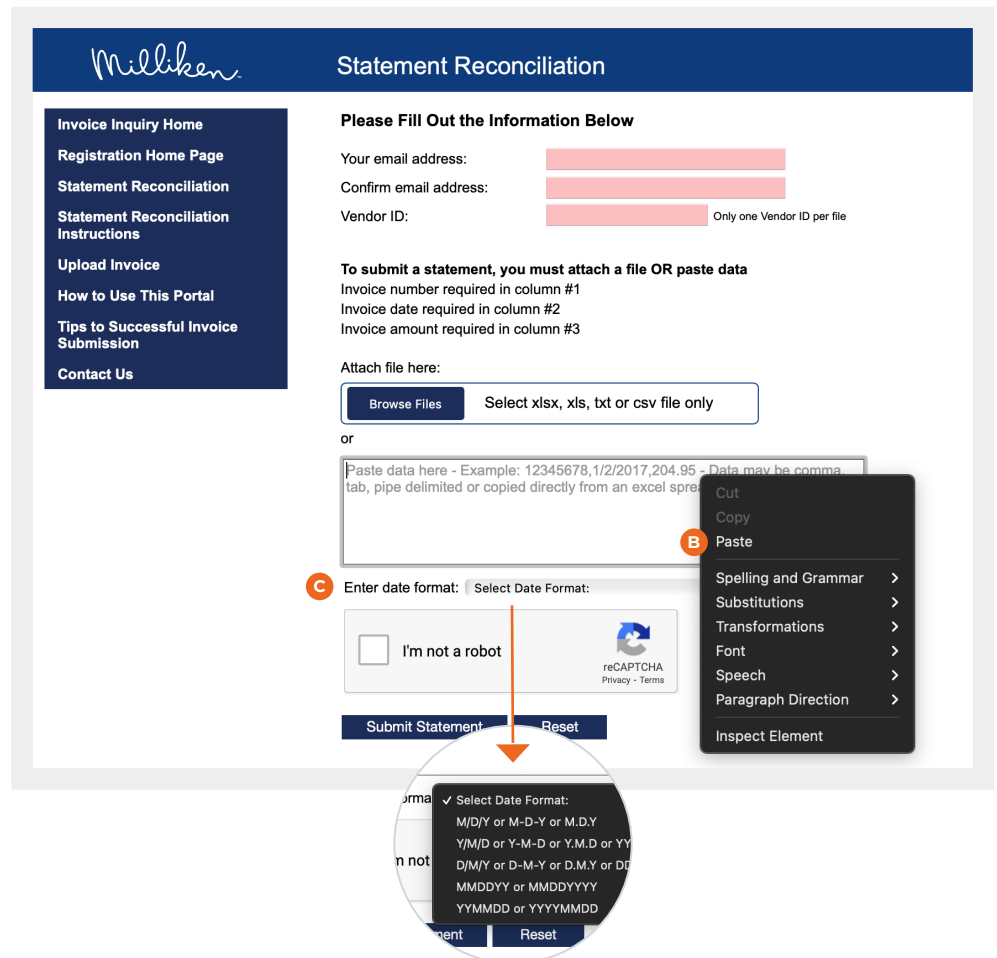 Milliken
Statement Reconciliation
Invoice Inquiry Home
Registration Home Page
Statement Reconciliation
Statement Reconciliation
Instructions
Upload Invoice
How to Use This Portal
Tips to Successful Invoice
Submission
Contact Us
Please Fill Out the Information Below
Your email address:
Confirm email address:
Vendor ID: Only one Vendor ID per file
To submit a statement, you must attach a file OR paste data
Invoice number required in column #1
Invoice date required in column #2
Invoice amount required in column #3
Attach file here:
Browse Files Select xlsx, xls, txt or csv file only
or
Paste data here - Example: 12345678,1/2/2017,204.95 - Data may be comma,
tab, pipe delimited or copied directly from an excel
Cut
Copy
B Paste
Spelling and Grammar
Substitutions
Transformations
Font
Speech
Paragraph Direction
Inspect Element
C Enter date format: Select Date Format:
I'm not a robot
reCAPTCHA
Privacy - Terms
Submit Statement Reset
Select Date Format:
M/D/Y or M-D-Y or M.D.Y
Y/M/D or Y-M-D or Y.M.D or YY
D/M/Y or D-M-Y or D.M.Y or DD
not
MMDDYY or MMDDYYYY
YYMMDD or YYYYMMDD
Reset